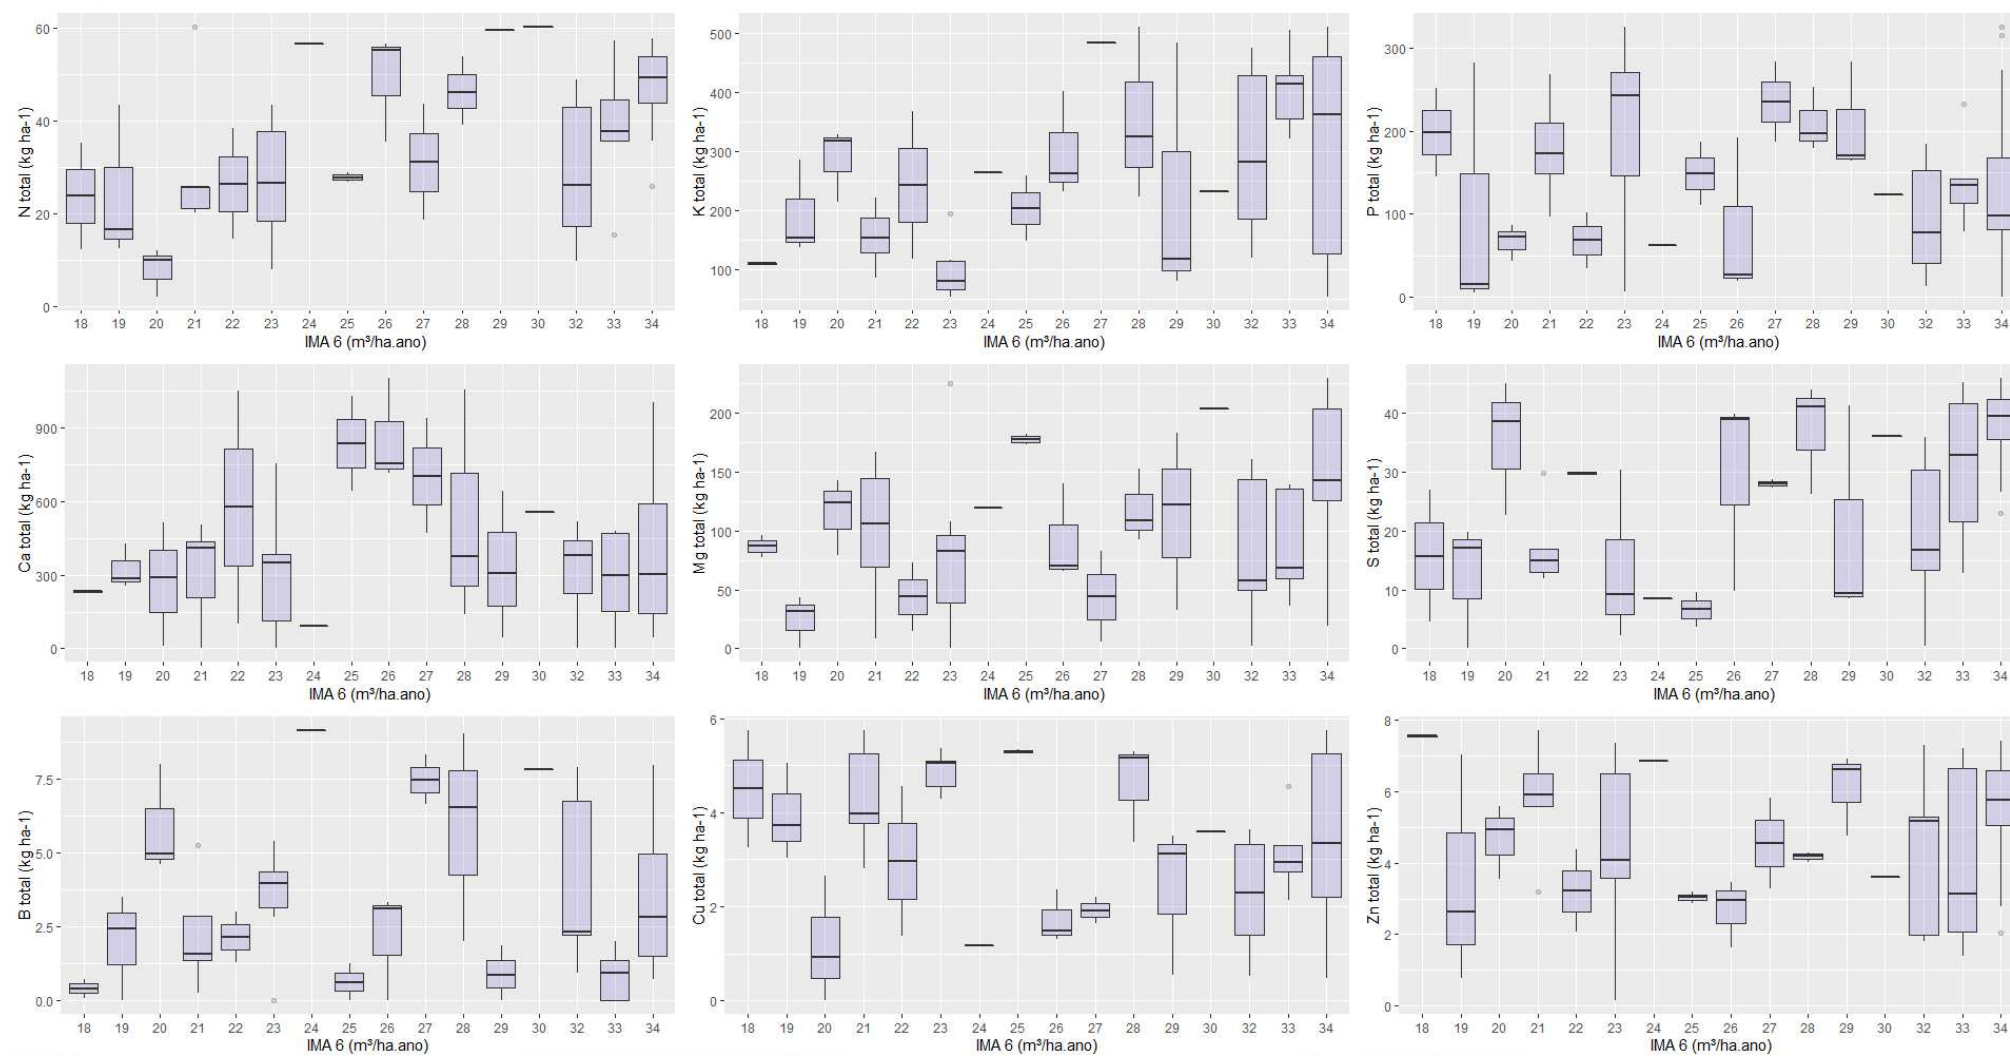 N total (kg ha-1)
60
40
20
0
18 19 20 21 22 23 24 25 26 27 28 29 30 32 33 34
IMA 6 (m³/ha.ano)
K total (kg ha-1)
500
400
300
200
100
18 19 20 21 22 23 24 25 26 27 28 29 30 32 33 34
IMA 6 (m³/ha.ano)
P total (kg ha-1)
300
200
100
0
18 19 20 21 22 23 24 25 26 27 28 29 30 32 33 34
IMA 6 (m³/ha.ano)
Ca total (kg ha-1)
900
600
300
0
18 19 20 21 22 23 24 25 26 27 28 29 30 32 33 34
IMA 6 (m³/ha.ano)
Mg total (kg ha-1)
200
150
100
50
0
18 19 20 21 22 23 24 25 26 27 28 29 30 32 33 34
IMA 6 (m³/ha.ano)
S total (kg ha-1)
40
30
20
10
0
18 19 20 21 22 23 24 25 26 27 28 29 30 32 33 34
IMA 6 (m³/ha.ano)
B total (kg ha-1)
7.5
5.0
2.5
0.0
18 19 20 21 22 23 24 25 26 27 28 29 30 32 33 34
IMA 6 (m³/ha.ano)
Cu total (kg ha-1)
6
4
2
0
18 19 20 21 22 23 24 25 26 27 28 29 30 32 33 34
IMA 6 (m³/ha.ano)
Zn total (kg ha-1)
8
6
4
2
0
18 19 20 21 22 23 24 25 26 27 28 29 30 32 33 34
IMA 6 (m³/ha.ano)